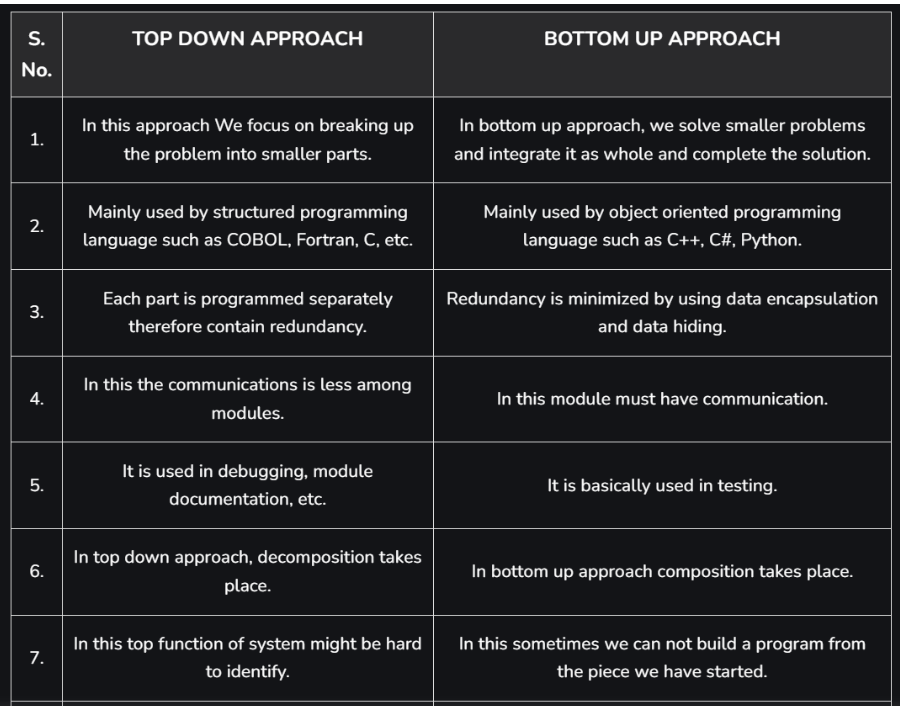 S.
No.
TOP DOWN APPROACH
BOTTOM UP APPROACH
1.
In this approach We focus on breaking up
the problem into smaller parts.
In bottom up approach, we solve smaller problems
and integrate it as whole and complete the solution.
2.
Mainly used by structured programming
language such as COBOL, Fortran, C, etc.
Mainly used by object oriented programming
language such as C++, C#, Python.
3.
Each part is programmed separately
therefore contain redundancy.
Redundancy is minimized by using data encapsulation
and data hiding.
4.
In this the communications is less among
modules.
In this module must have communication.
5.
It is used in debugging, module
documentation, etc.
It is basically used in testing.
6.
In top down approach, decomposition takes
place.
In bottom up approach composition takes place.
7.
In this top function of system might be hard
to identify.
In this sometimes we can not build a program from
the piece we have started.